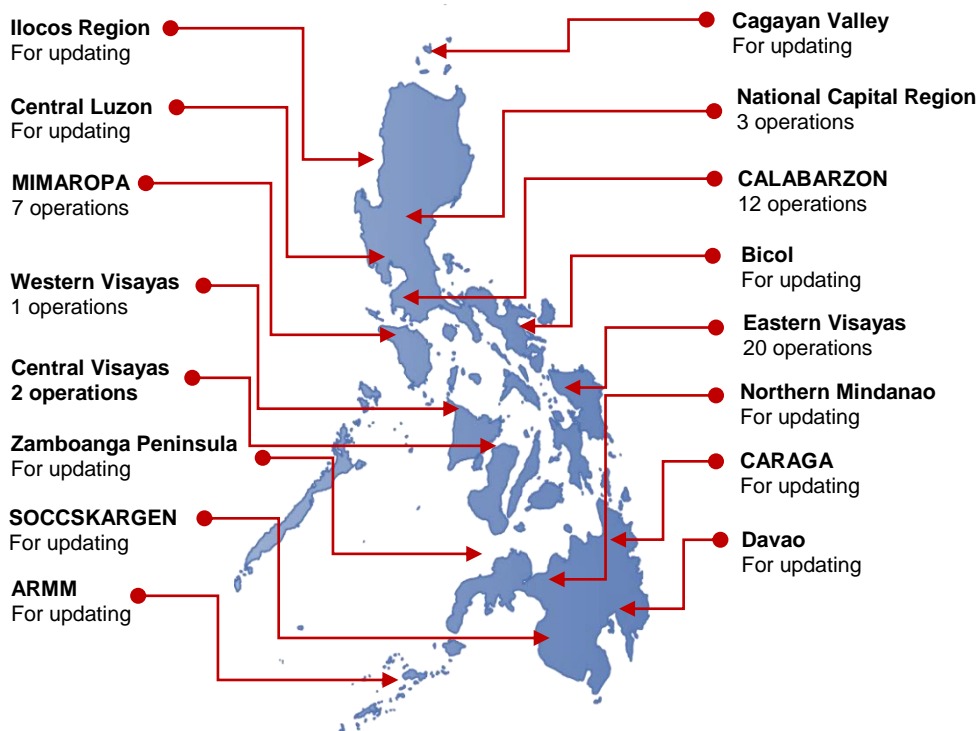 Ilocos Region
For updating
Central Luzon
For updating
MIMAROPA
7 operations
Western Visayas
1 operations
Central Visayas
2 operations
Zamboanga Peninsula
For updating
SOCCSKARGEN
For updating
ARMM
For updating
Cagayan Valley
For updating
National Capital Region
3 operations
CALABARZON
12 operations
Bicol
For updating
Eastern Visayas
20 operations
Northern Mindanao
For updating
CARAGA
For updating
Davao
For updating